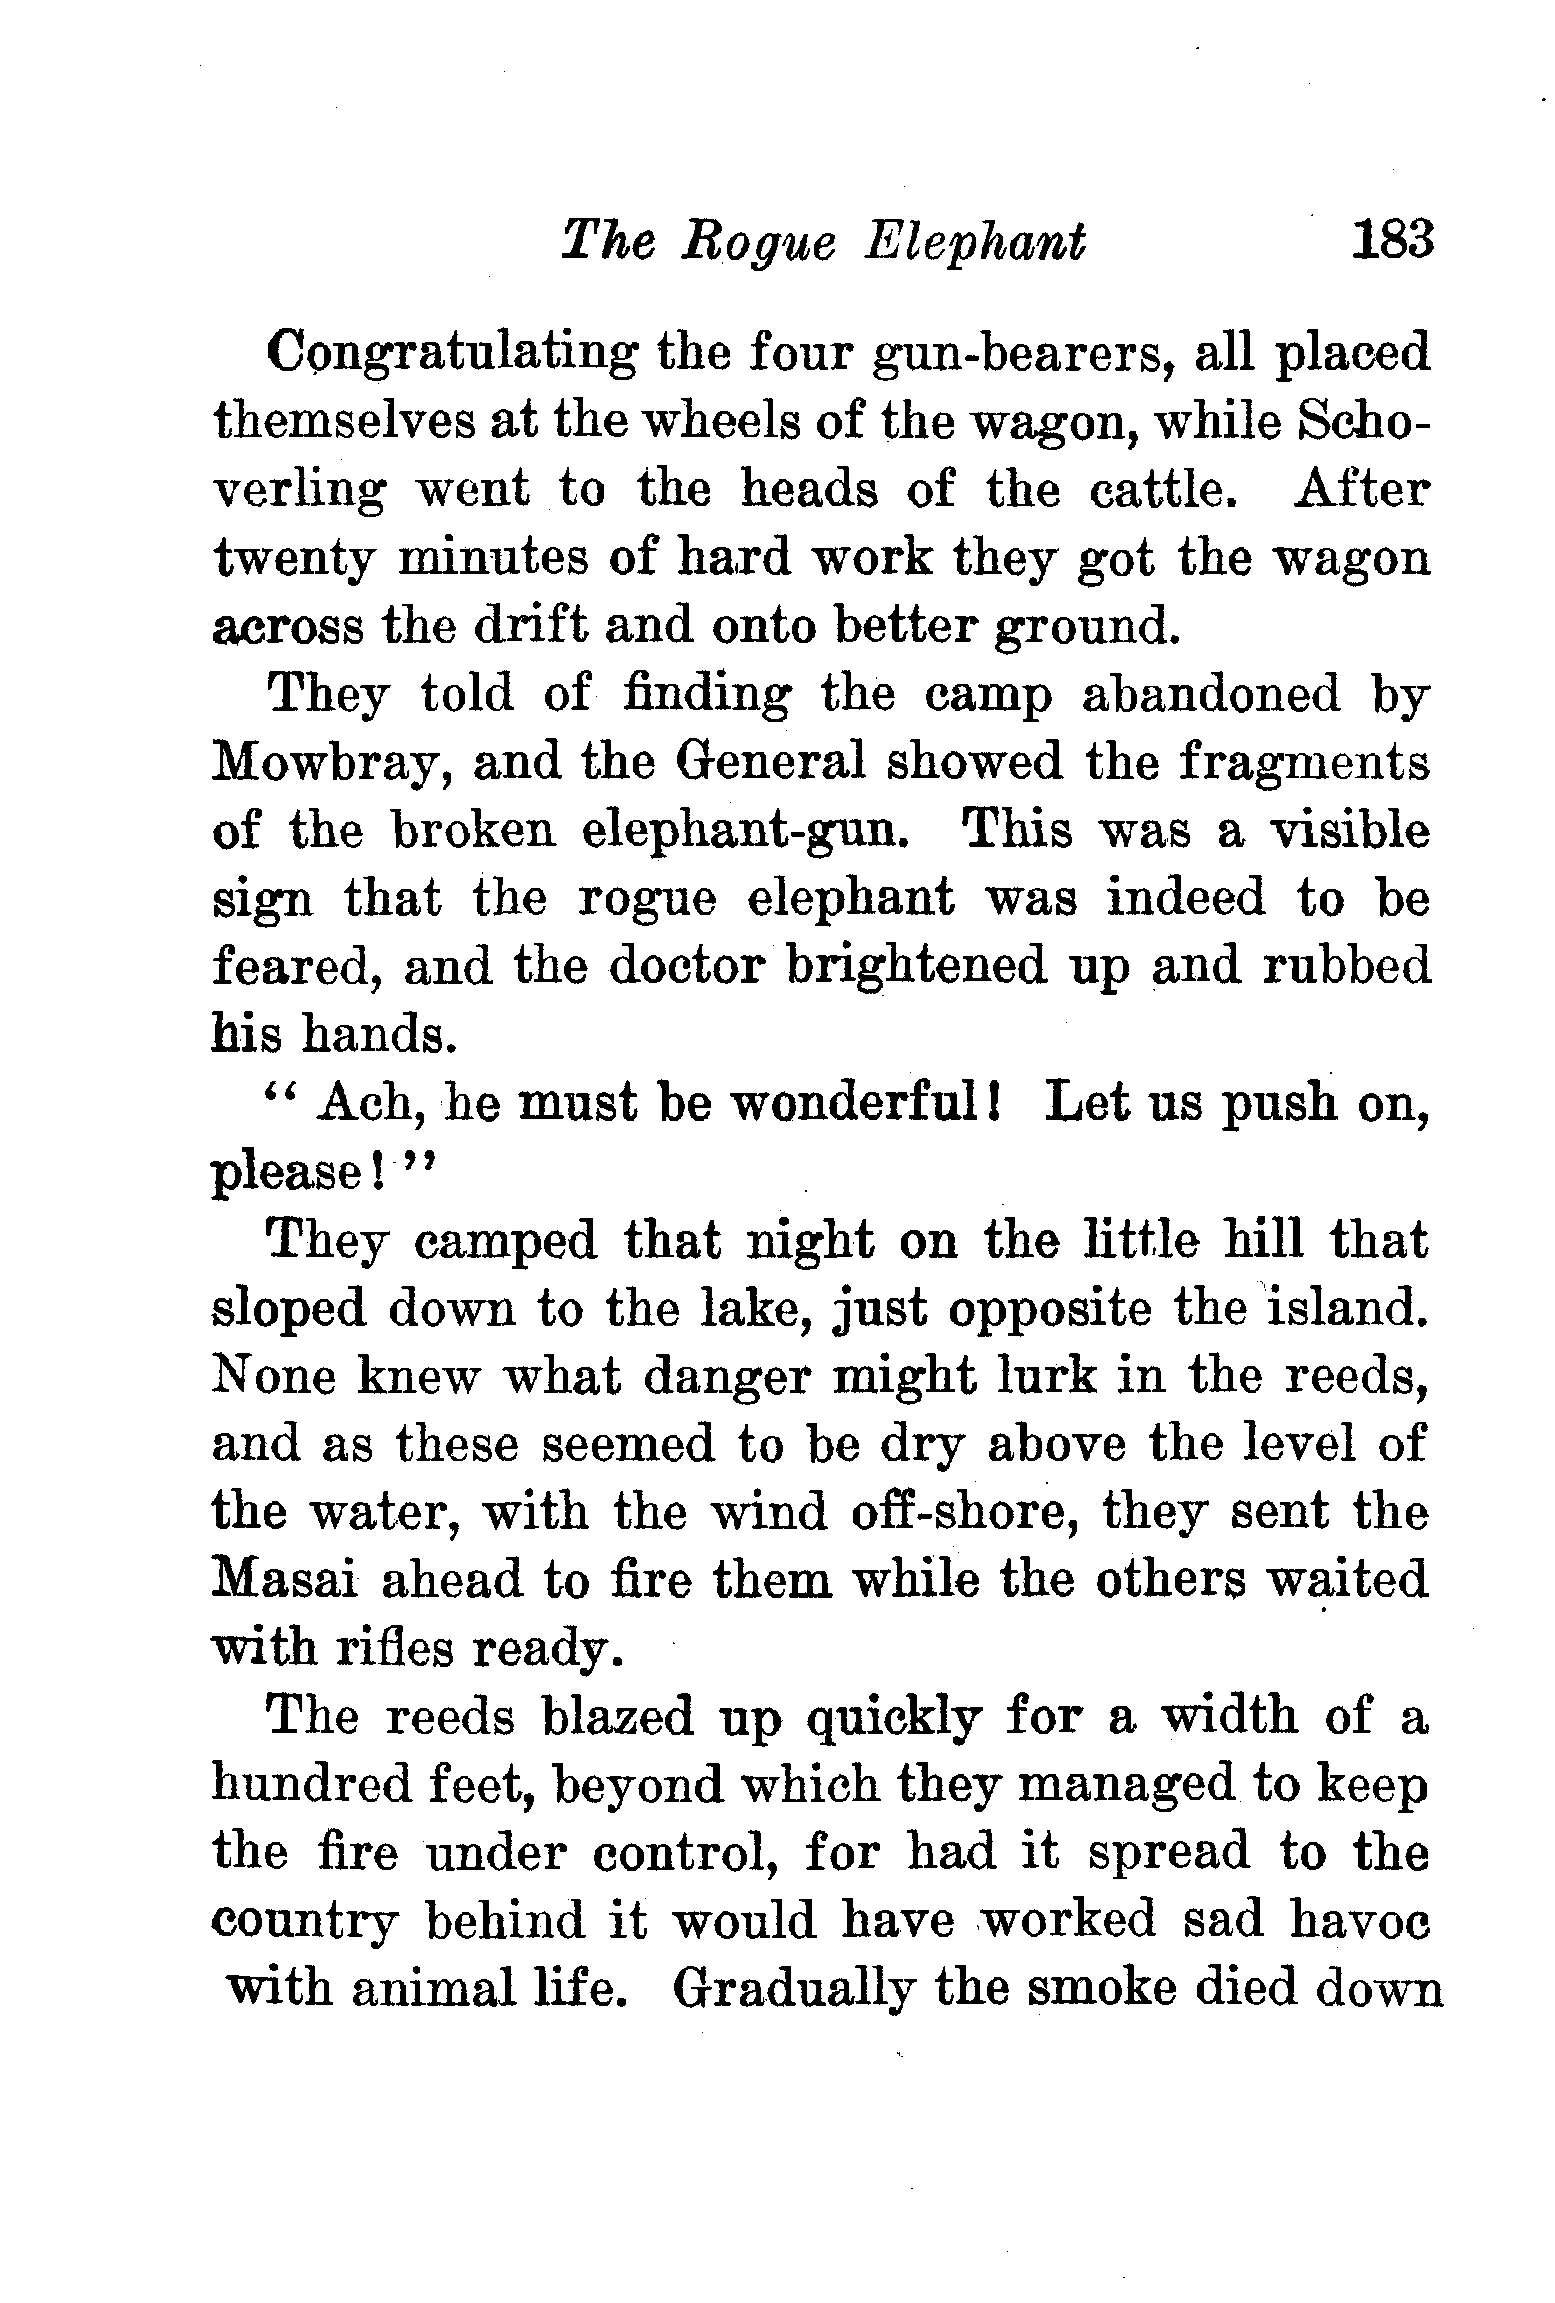 The Rogue Elephant 183
Congratulating the four gun-bearers, all placed
themselves at the wheels of the wagon, while Scho-
verling went to the heads of the cattle. After
twenty minutes of hard work they got the wagon
across the drift and onto better ground.
They told of finding the camp abandoned by
Mowbray, and the General showed the fragments
of the broken elephant-gun. This was a visible
sign that the rogue elephant was indeed to be
feared, and the doctor brightened up and rubbed
his hands.
“ Ach, he must be wonderful! Let us push on,
please! ”
They camped that night on the little hill that
sloped down to the lake, just opposite the island.
None knew what danger might lurk in the reeds,
and as these seemed to be dry above the level of
the water, with the wind off-shore, they sent the
Masai ahead to fire them while the others waited
with rifles ready.
The reeds blazed up quickly for a width of a
hundred feet, beyond which they managed to keep
the fire under control, for had it spread to the
country behind it would have worked sad havoc
with animal life. Gradually the smoke died down